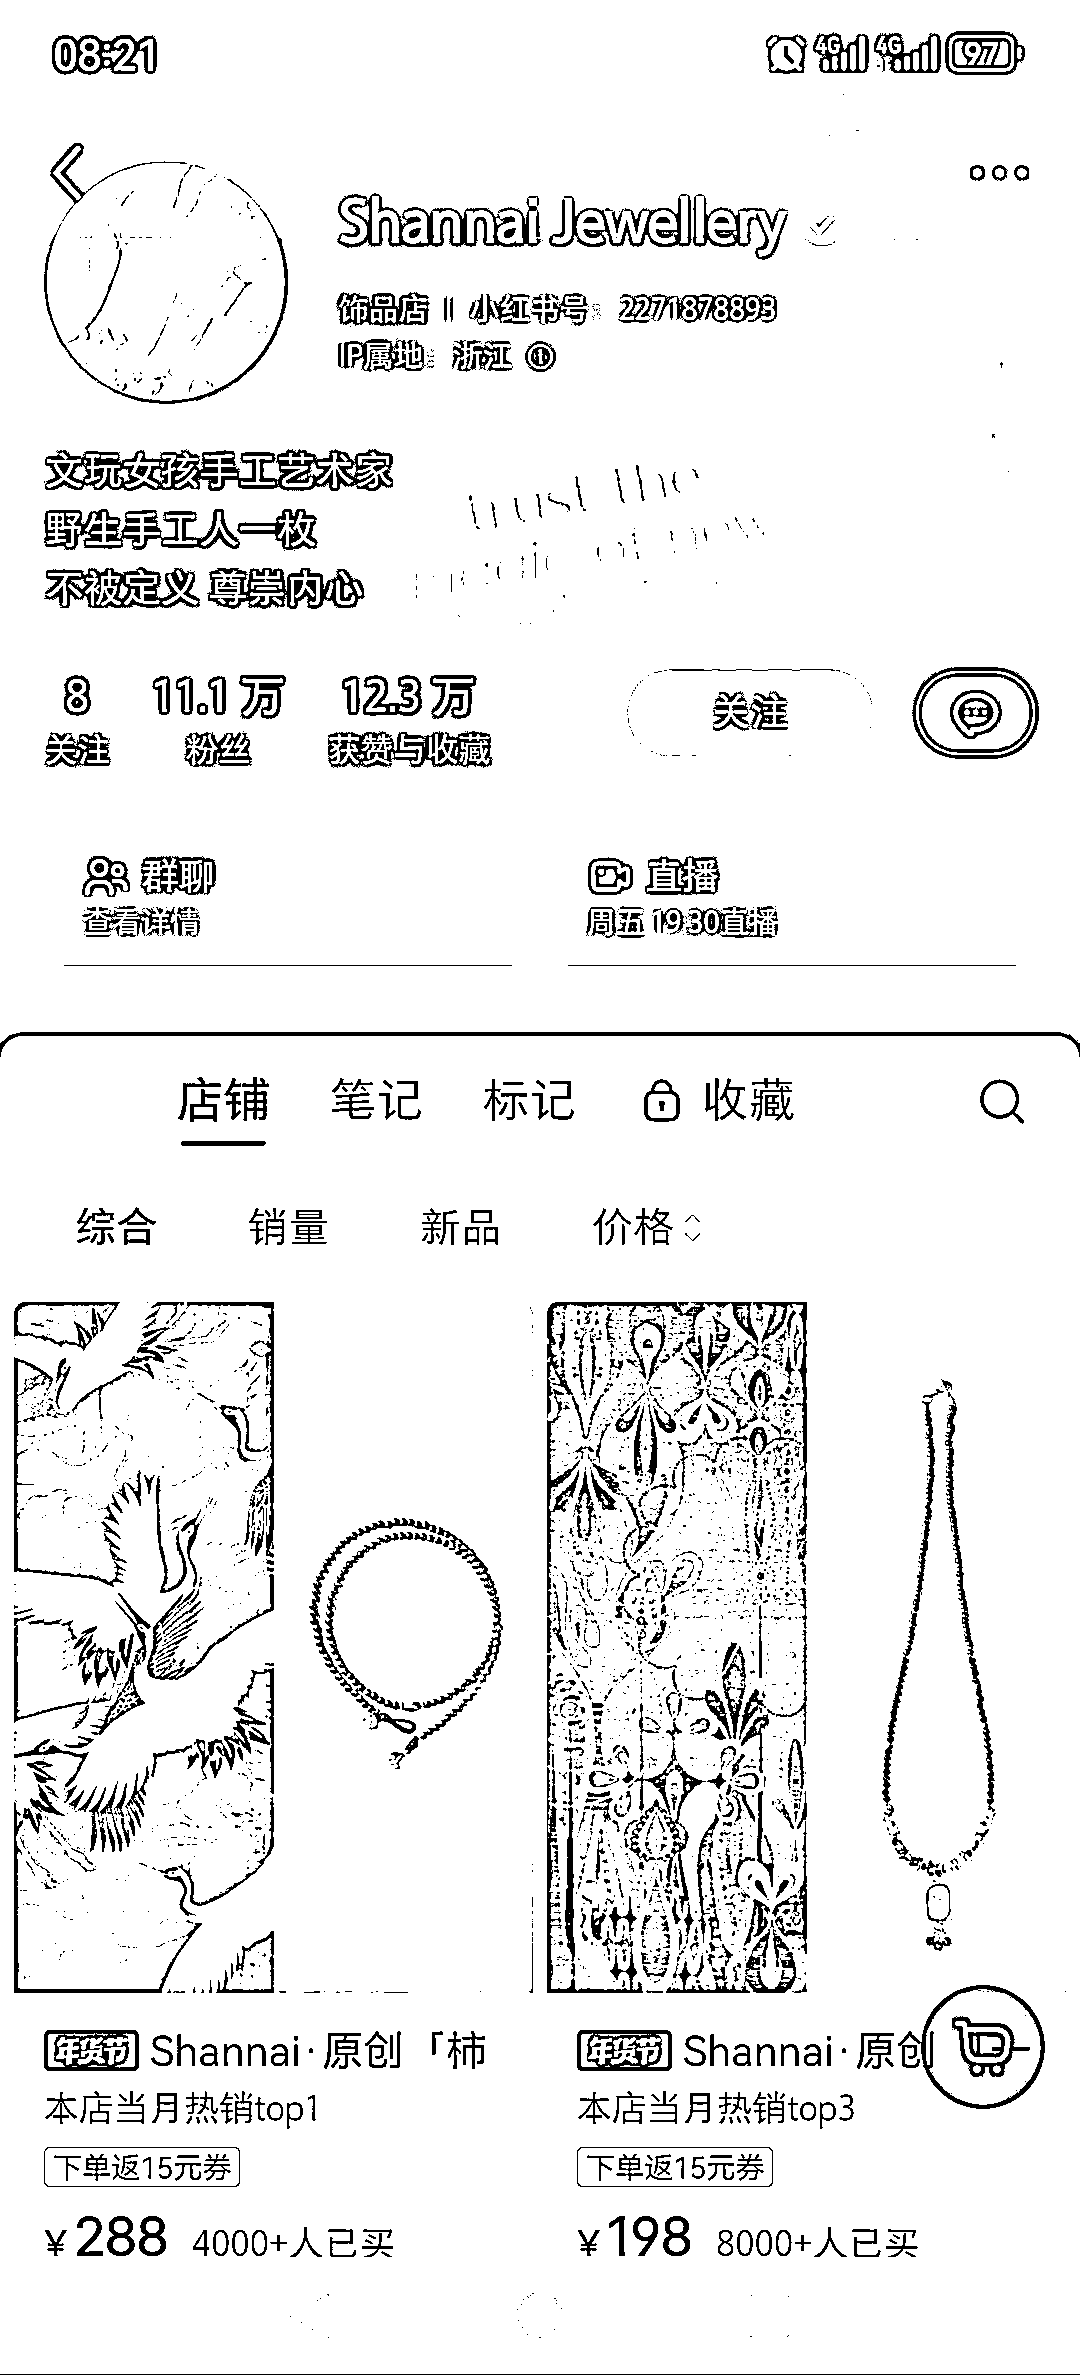 08:21 4G 4G 97
Shannai Jewellery
饰品店 || 小红书号: 2271878893
IP属地: 浙江
文玩女孩手工艺术家
野生手工人一枚
不被定义 尊崇内心
trust the
of new
8 11.1万 12.3万
关注 粉丝 获赞与收藏
关注
群聊 直播
查看详情 周五 19:30直播
店铺 笔记 标记 收藏
综合 销量 新品 价格
年货节 Shannai·原创「柿
本店当月热销top1
下单返15元券
¥288 4000+人已买
年货节 Shannai·原创
本店当月热销top3
下单返15元券
¥198 8000+人已买